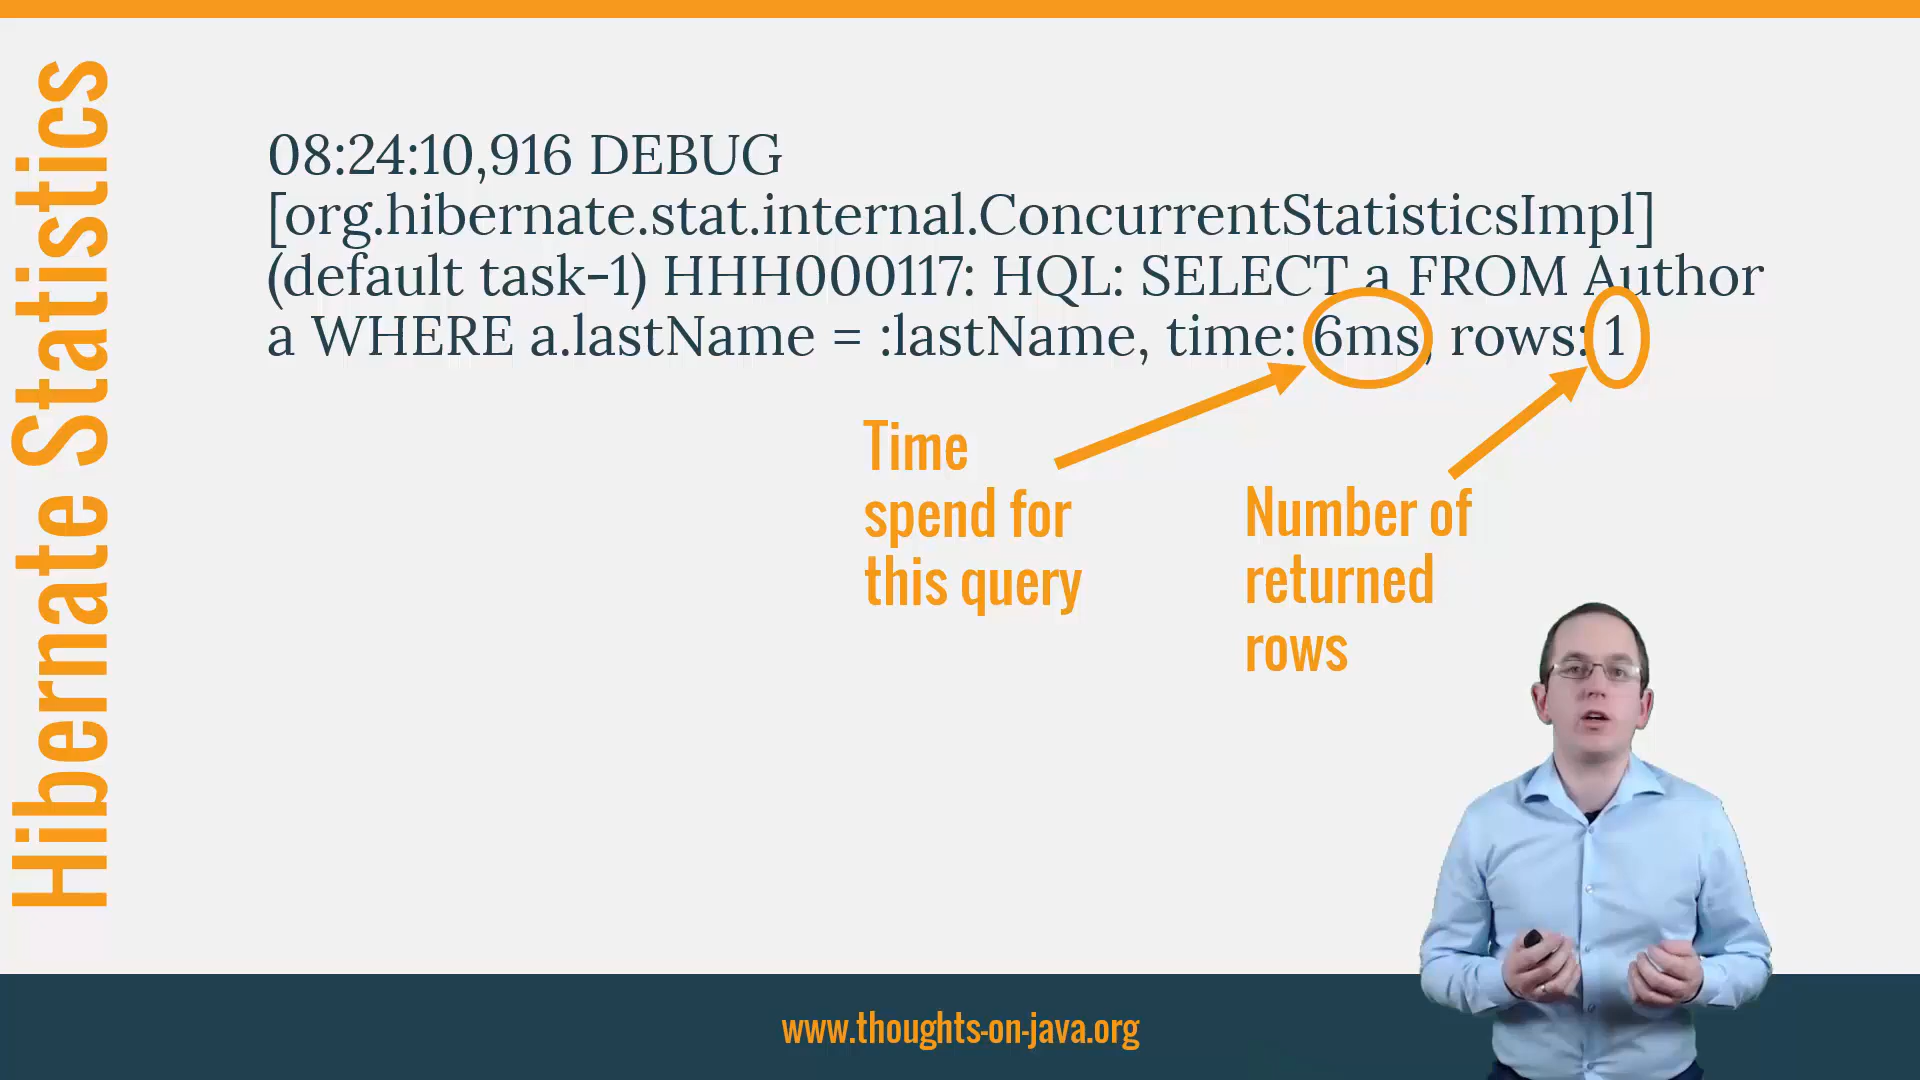 Hibernate Statistics
08:24:10,916 DEBUG
[org.hibernate.stat.internal.ConcurrentStatisticsImpl]
(default task-1) HHH000117: HQL: SELECT a FROM Author
a WHERE a.lastName = :lastName, time: 6ms, rows: 1
Time
spend for
this query
Number of
returned
rows
www.thoughts-on-java.org